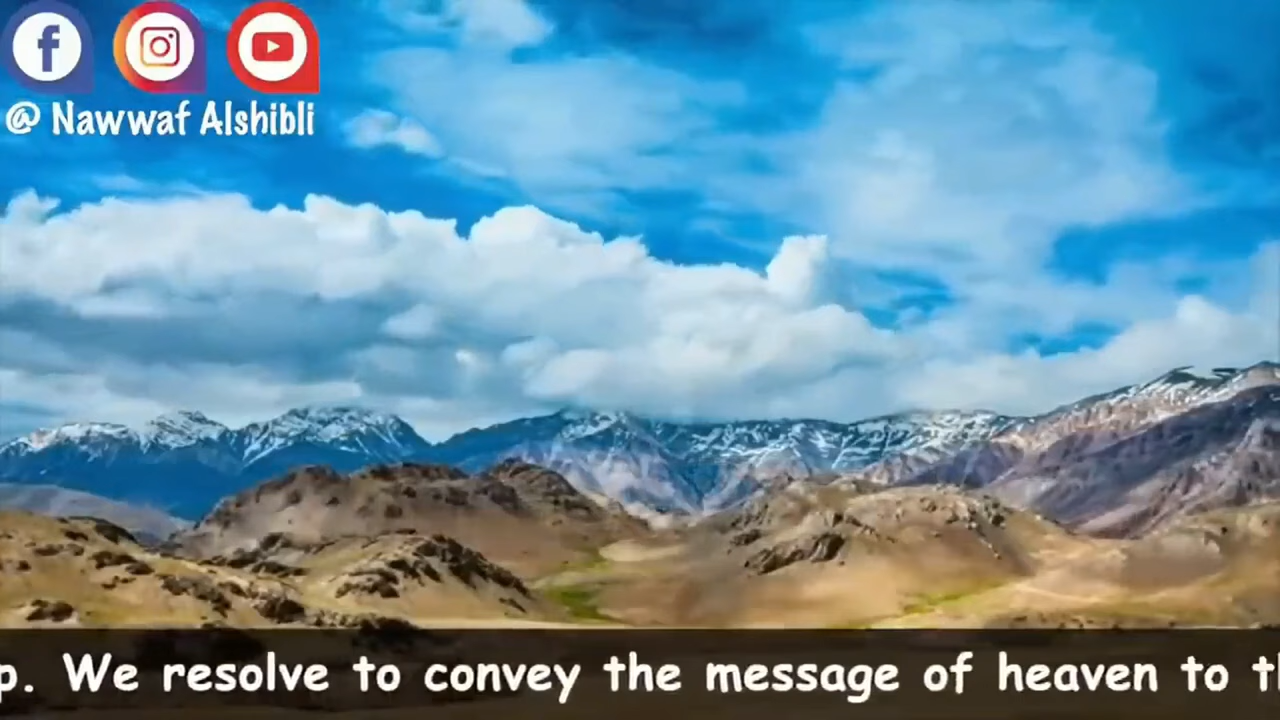 @ Nawwaf Alshibli
p. We resolve to convey the message of heaven to